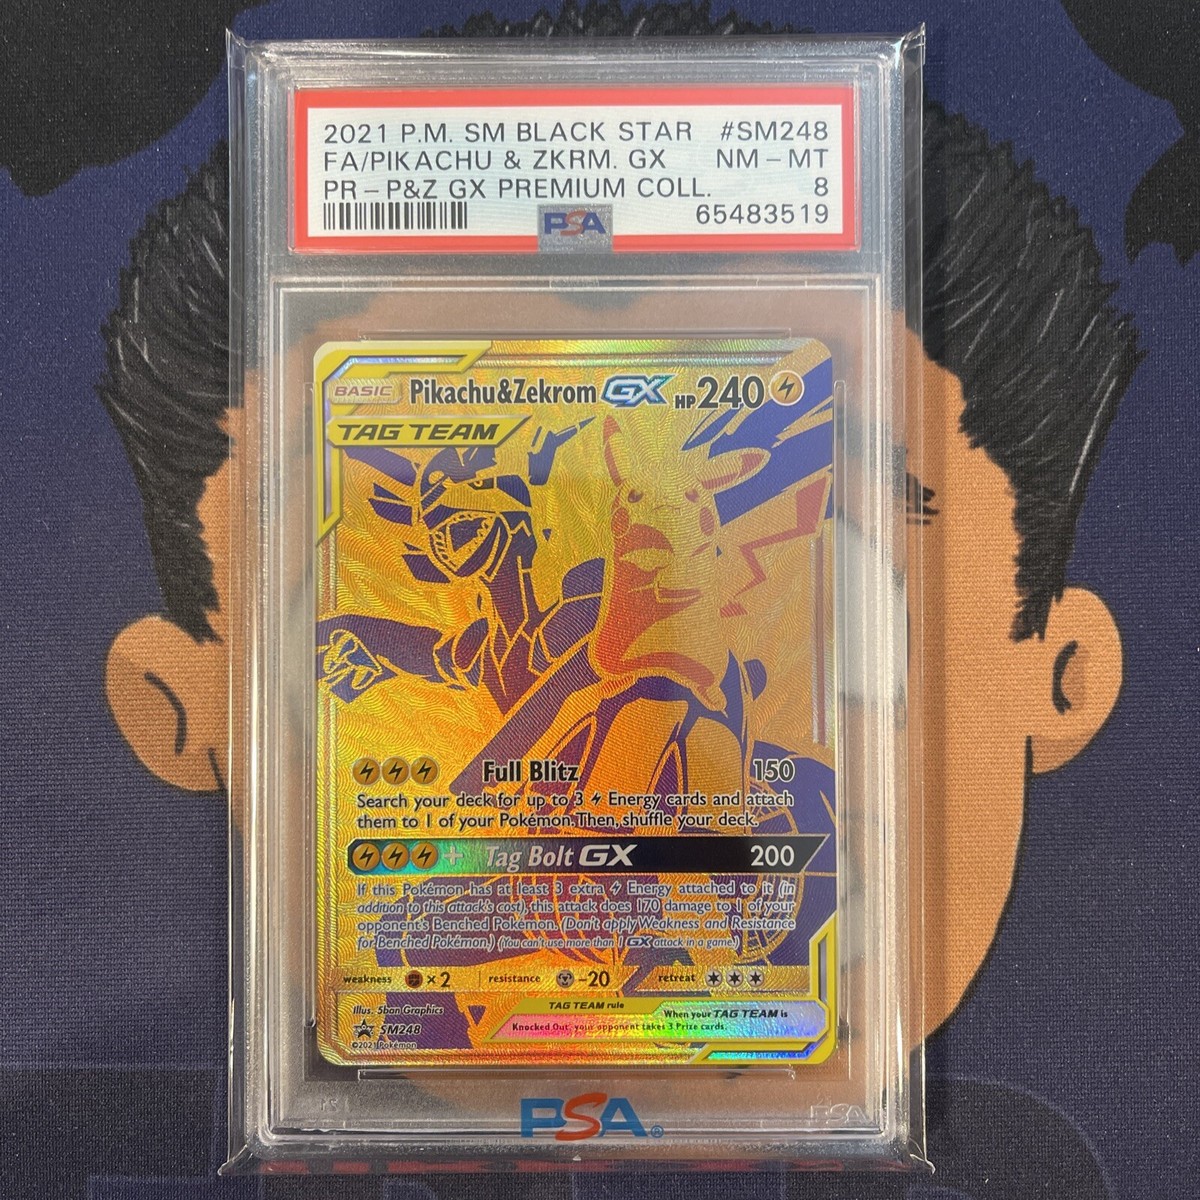 2021 P.M. SM BLACK STAR #SM248
FA/PIKACHU & ZKRM. GX NM - MT
PR - P&Z GX PREMIUM COLL. 8
PSA 65483519
BASIC Pikachu&Zekrom GX HP 240
TAG TEAM
Full Blitz 150
Search your deck for up to 3 Energy cards and attach
them to 1 of your Pokémon. Then, shuffle your deck.
+ Tag Bolt GX 200
If this Pokémon has at least 3 extra Energy attached to it (in
addition to this attack's cost), this attack does 170 damage to 1 of your
opponent's Benched Pokémon. (Don't apply Weakness and Resistance
for Benched Pokémon.) (You can't use more than 1 GX attack in a game.)
weakness ×2 resistance -20 retreat
Illus. 5ban Graphics
TAG TEAM rule When your TAG TEAM is
Knocked Out, your opponent takes 3 Prize cards.
SM248
©2021 Pokémon
PSA®
PSA